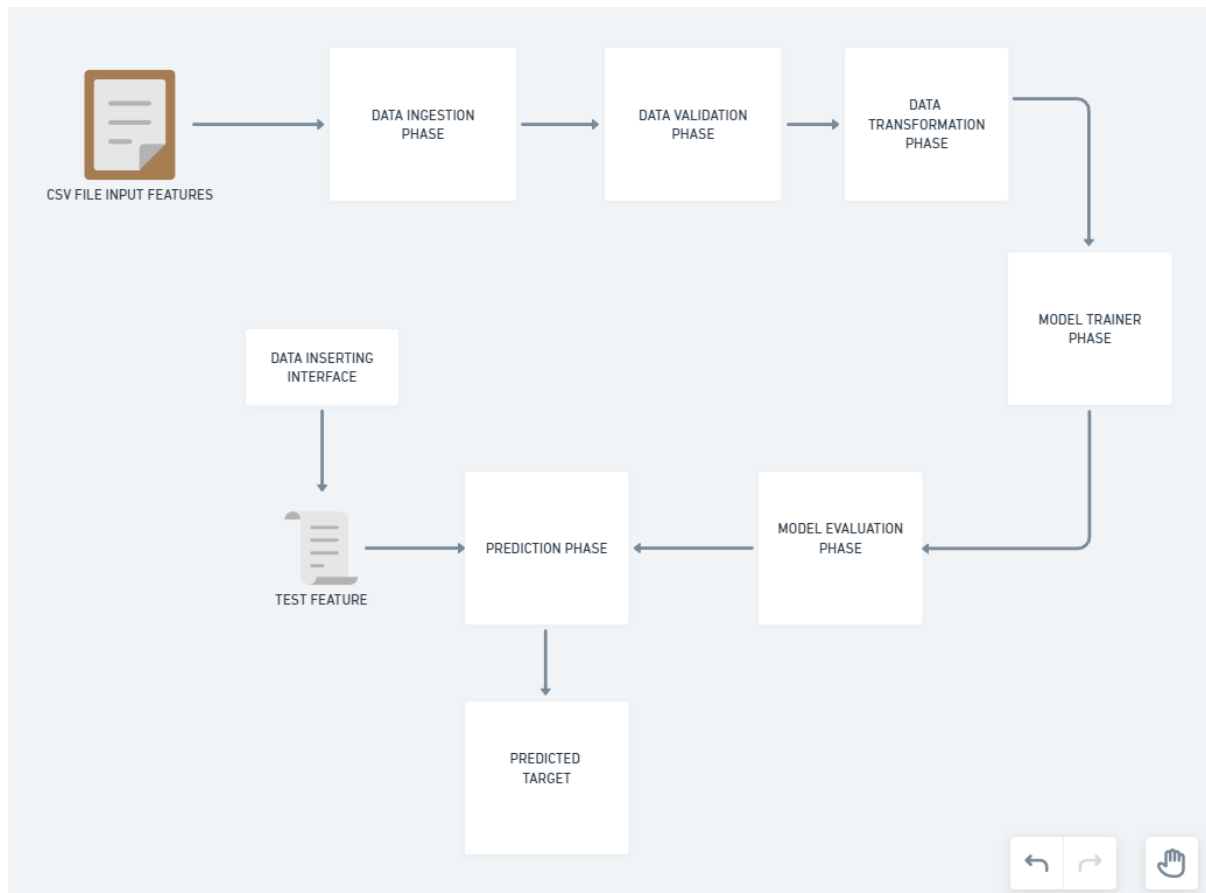 CSV FILE INPUT FEATURES
DATA INGESTION
PHASE
DATA VALIDATION
PHASE
DATA
TRANSFORMATION
PHASE
MODEL TRAINER
PHASE
DATA INSERTING
INTERFACE
TEST FEATURE
PREDICTION PHASE
MODEL EVALUATION
PHASE
PREDICTED
TARGET